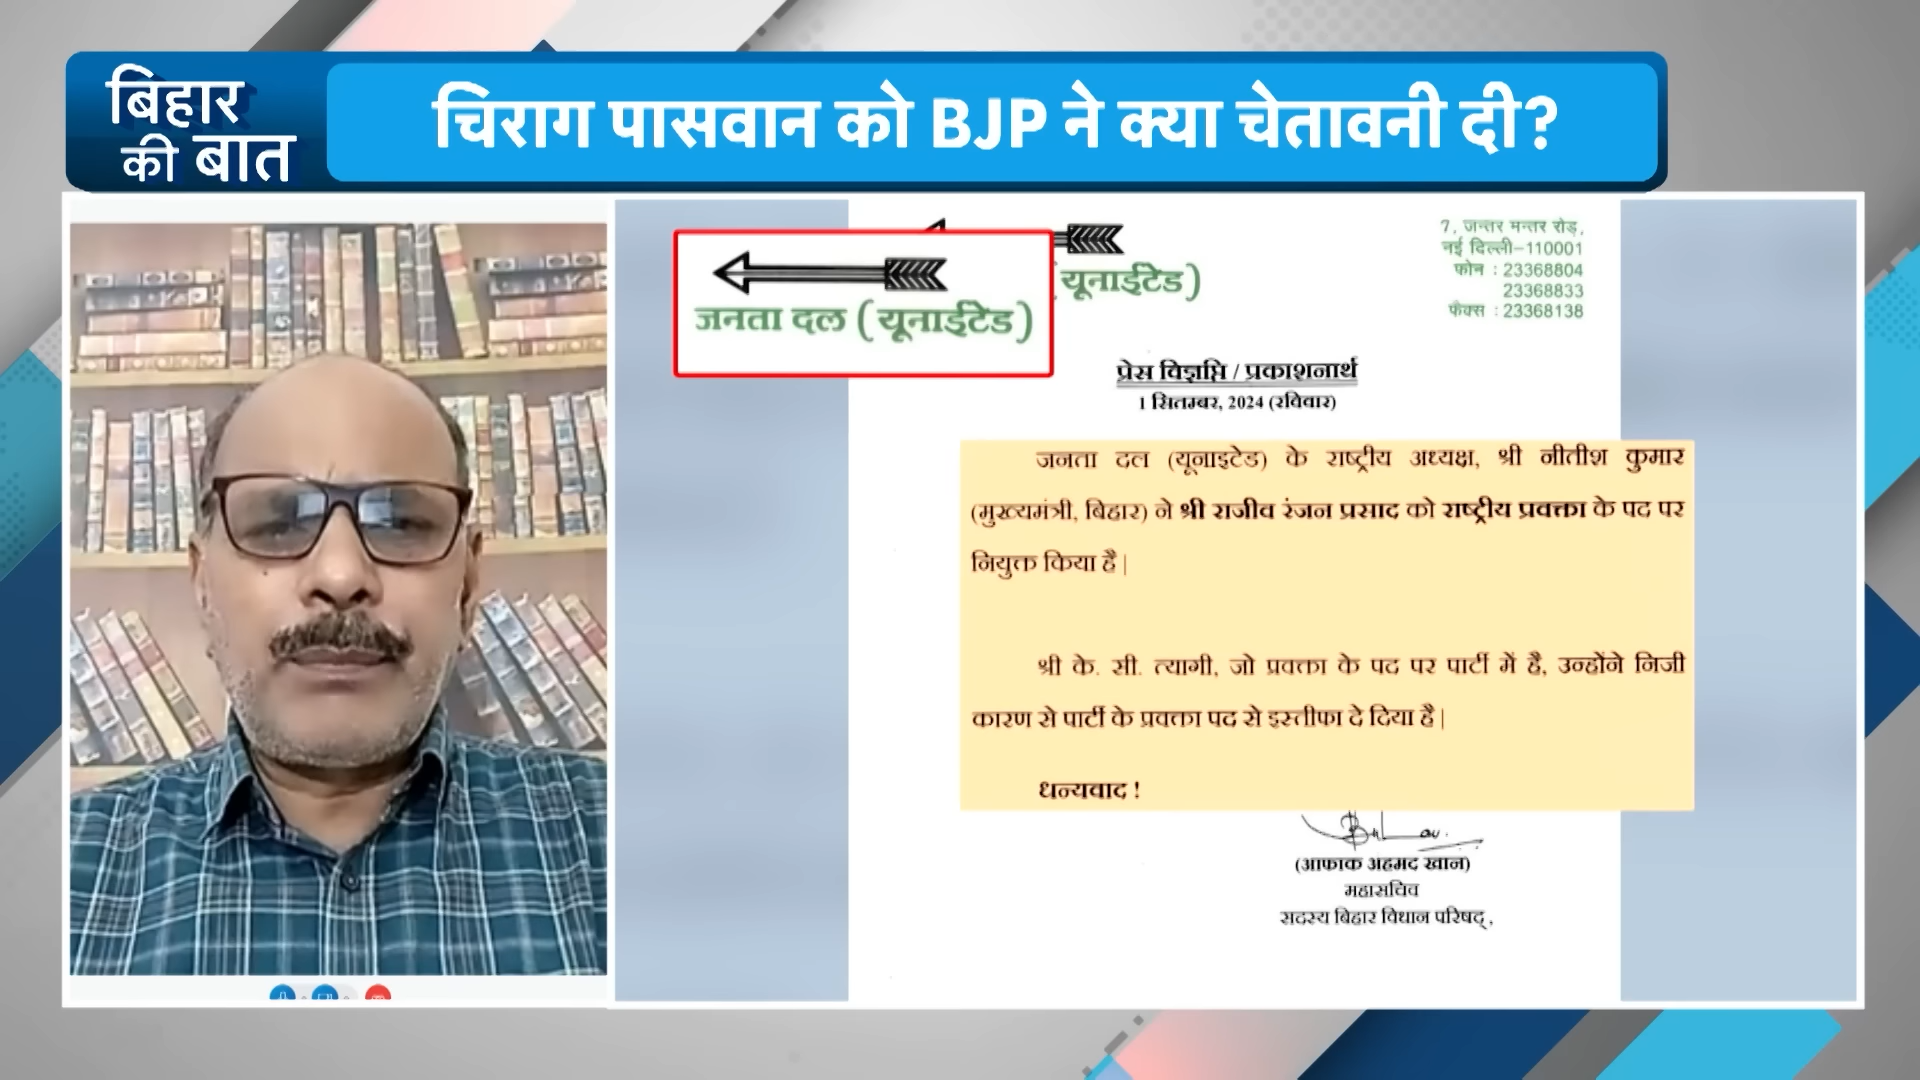 बिहार
की बात
चिराग पासवान को BJP ने क्या चेतावनी दी?
जनता दल (यूनाईटेड)
(यूनाईटेड)
7, जन्तर मन्तर रोड़,
नई दिल्ली-110001
फोन : 23368804
23368833
फैक्स : 23368138
प्रेस विज्ञप्ति / प्रकाशनार्थ
1 सितम्बर, 2024 (रविवार)
जनता दल (यूनाइटेड) के राष्ट्रीय अध्यक्ष, श्री नीतीश कुमार
(मुख्यमंत्री, बिहार) ने श्री राजीव रंजन प्रसाद को राष्ट्रीय प्रवक्ता के पद पर
नियुक्त किया है|
श्री के. सी. त्यागी, जो प्रवक्ता के पद पर पार्टी में है, उन्होंने निजी
कारण से पार्टी के प्रवक्ता पद से इस्तीफा दे दिया है|
धन्यवाद !
(आफाक अहमद खान)
महासचिव
सदस्य बिहार विधान परिषद्,